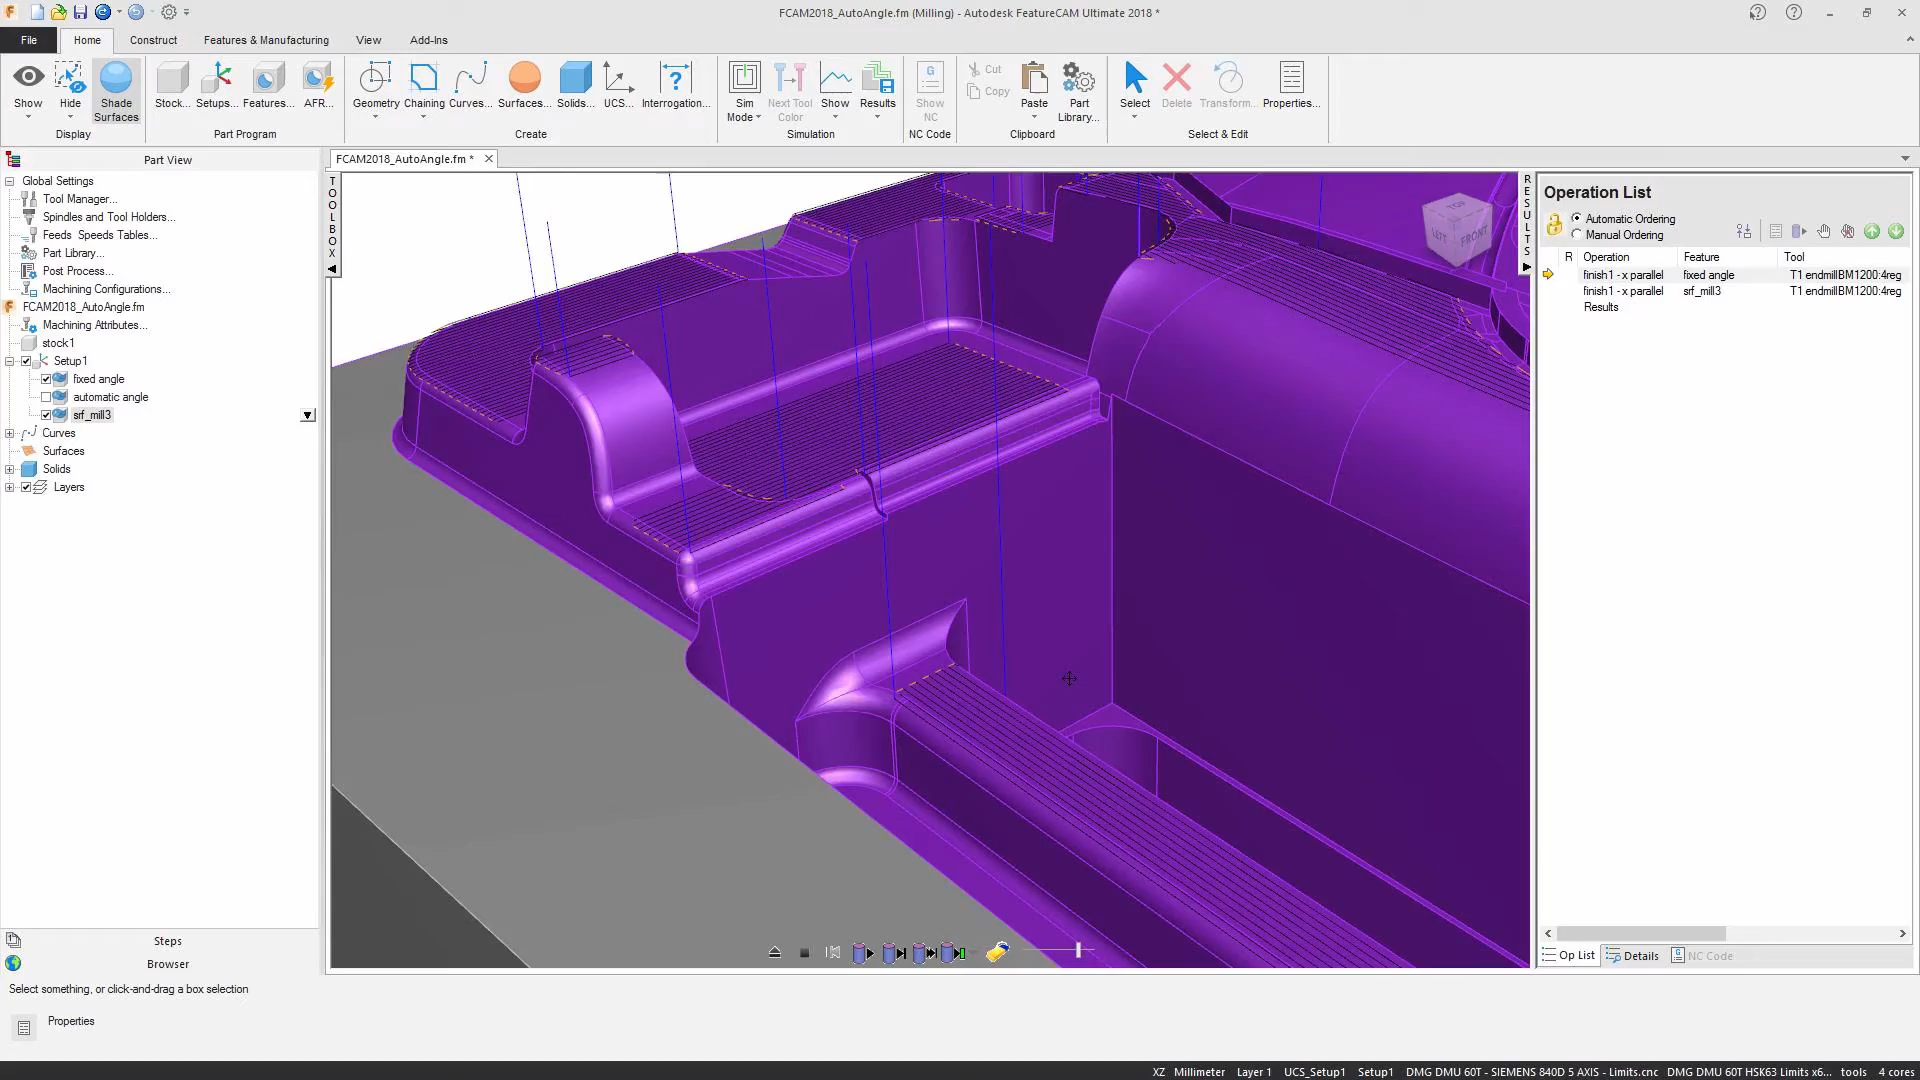 FCAM2018_AutoAngle.fm (Milling) - Autodesk FeatureCAM Ultimate 2018 *
File Home Construct Features & Manufacturing View Add-Ins
Show Hide Shade Surfaces Stock... Setups... Features... AFR... Geometry Chaining Curves... Surfaces... Solids... UCS... Interrogation... Sim Mode Next Tool Color Show Results Show NC Cut Copy Paste Part Library... Select Delete Transform... Properties...
Display Part Program Create Simulation NC Code Clipboard Select & Edit
Part View
FCAM2018_AutoAngle.fm *
Global Settings
Tool Manager...
Spindles and Tool Holders...
Feeds Speeds Tables...
Part Library...
Post Process...
Machining Configurations...
FCAM2018_AutoAngle.fm
Machining Attributes...
stock1
Setup1
fixed angle
automatic angle
srf_mill3
Curves
Surfaces
Solids
Layers
Steps
Browser
TOOLBOX
TOP
LEFT
FRONT
RESULTS
Operation List
Automatic Ordering
Manual Ordering
R Operation Feature Tool
finish1 - x parallel fixed angle T1 endmillBM1200:4reg
finish1 - x parallel srf_mill3 T1 endmillBM1200:4reg
Results
Op List Details NC Code
Select something, or click-and-drag a box selection
Properties
XZ Millimeter Layer 1 UCS_Setup1 Setup1 DMG DMU 60T - SIEMENS 840D 5 AXIS - Limits.cnc DMG DMU 60T HSK63 Limits x6... tools 4 cores